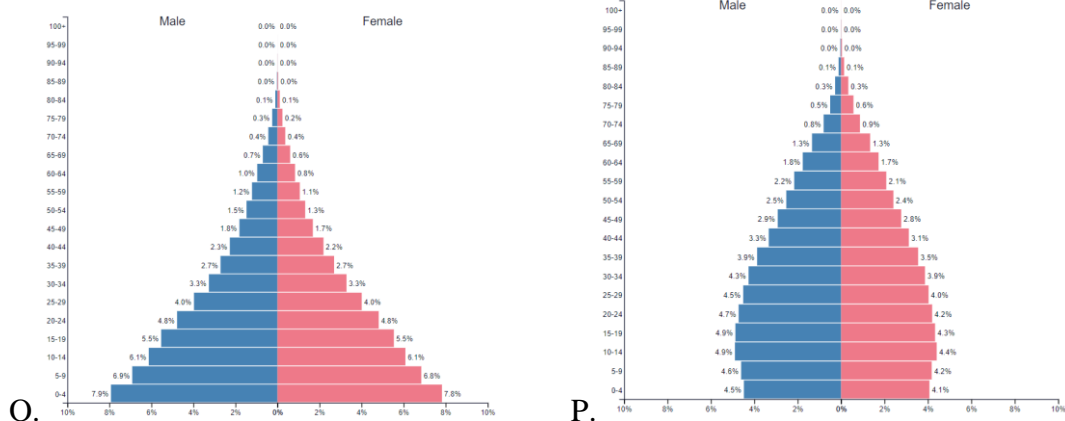 Male Female
100+ 0.0% 0.0%
95-99 0.0% 0.0%
90-94 0.0% 0.0%
85-89 0.0% 0.0%
80-84 0.1% 0.1%
75-79 0.3% 0.2%
70-74 0.4% 0.4%
65-69 0.7% 0.6%
60-64 1.0% 0.8%
55-59 1.2% 1.1%
50-54 1.5% 1.3%
45-49 1.8% 1.7%
40-44 2.3% 2.2%
35-39 2.7% 2.7%
30-34 3.3% 3.3%
25-29 4.0% 4.0%
20-24 4.8% 4.8%
15-19 5.5% 5.5%
10-14 6.1% 6.1%
5-9 6.9% 6.8%
0-4 7.9% 7.8%
10% 8% 6% 4% 2% 0% 2% 4% 6% 8% 10%
O.
Male Female
100+ 0.0% 0.0%
95-99 0.0% 0.0%
90-94 0.0% 0.0%
85-89 0.1% 0.1%
80-84 0.3% 0.3%
75-79 0.5% 0.6%
70-74 0.8% 0.9%
65-69 1.3% 1.3%
60-64 1.8% 1.7%
55-59 2.2% 2.1%
50-54 2.5% 2.4%
45-49 2.9% 2.8%
40-44 3.3% 3.1%
35-39 3.9% 3.5%
30-34 4.3% 3.9%
25-29 4.5% 4.0%
20-24 4.7% 4.2%
15-19 4.9% 4.3%
10-14 4.9% 4.4%
5-9 4.6% 4.2%
0-4 4.5% 4.1%
10% 8% 6% 4% 2% 0% 2% 4% 6% 8% 10%
P.